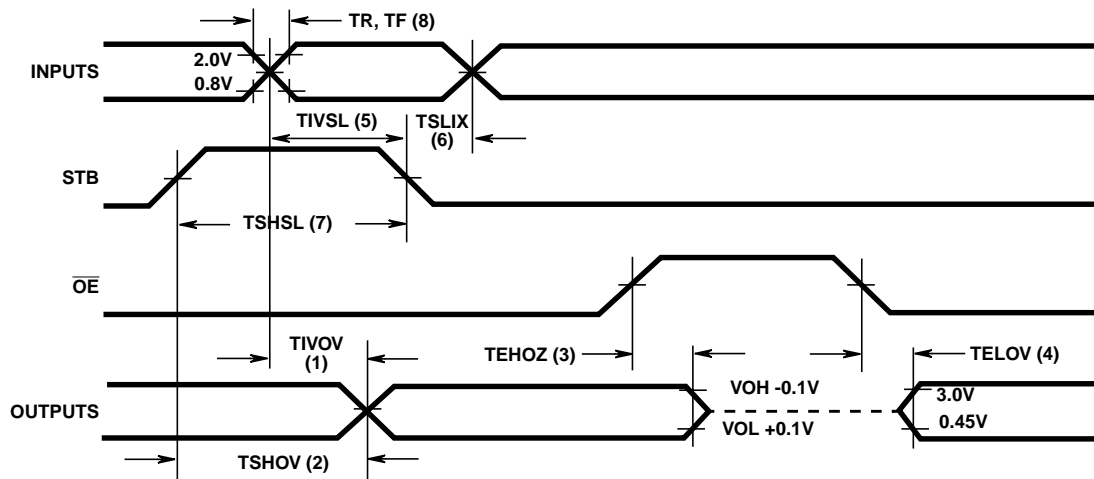 TR, TF (8)
INPUTS
2.0V
0.8V
TIVSL (5)
TSLIX
(6)
STB
TSHSL (7)
OE
TIVOV
(1)
TEHOZ (3)
TELOV (4)
OUTPUTS
VOH -0.1V
VOL +0.1V
3.0V
0.45V
TSHOV (2)